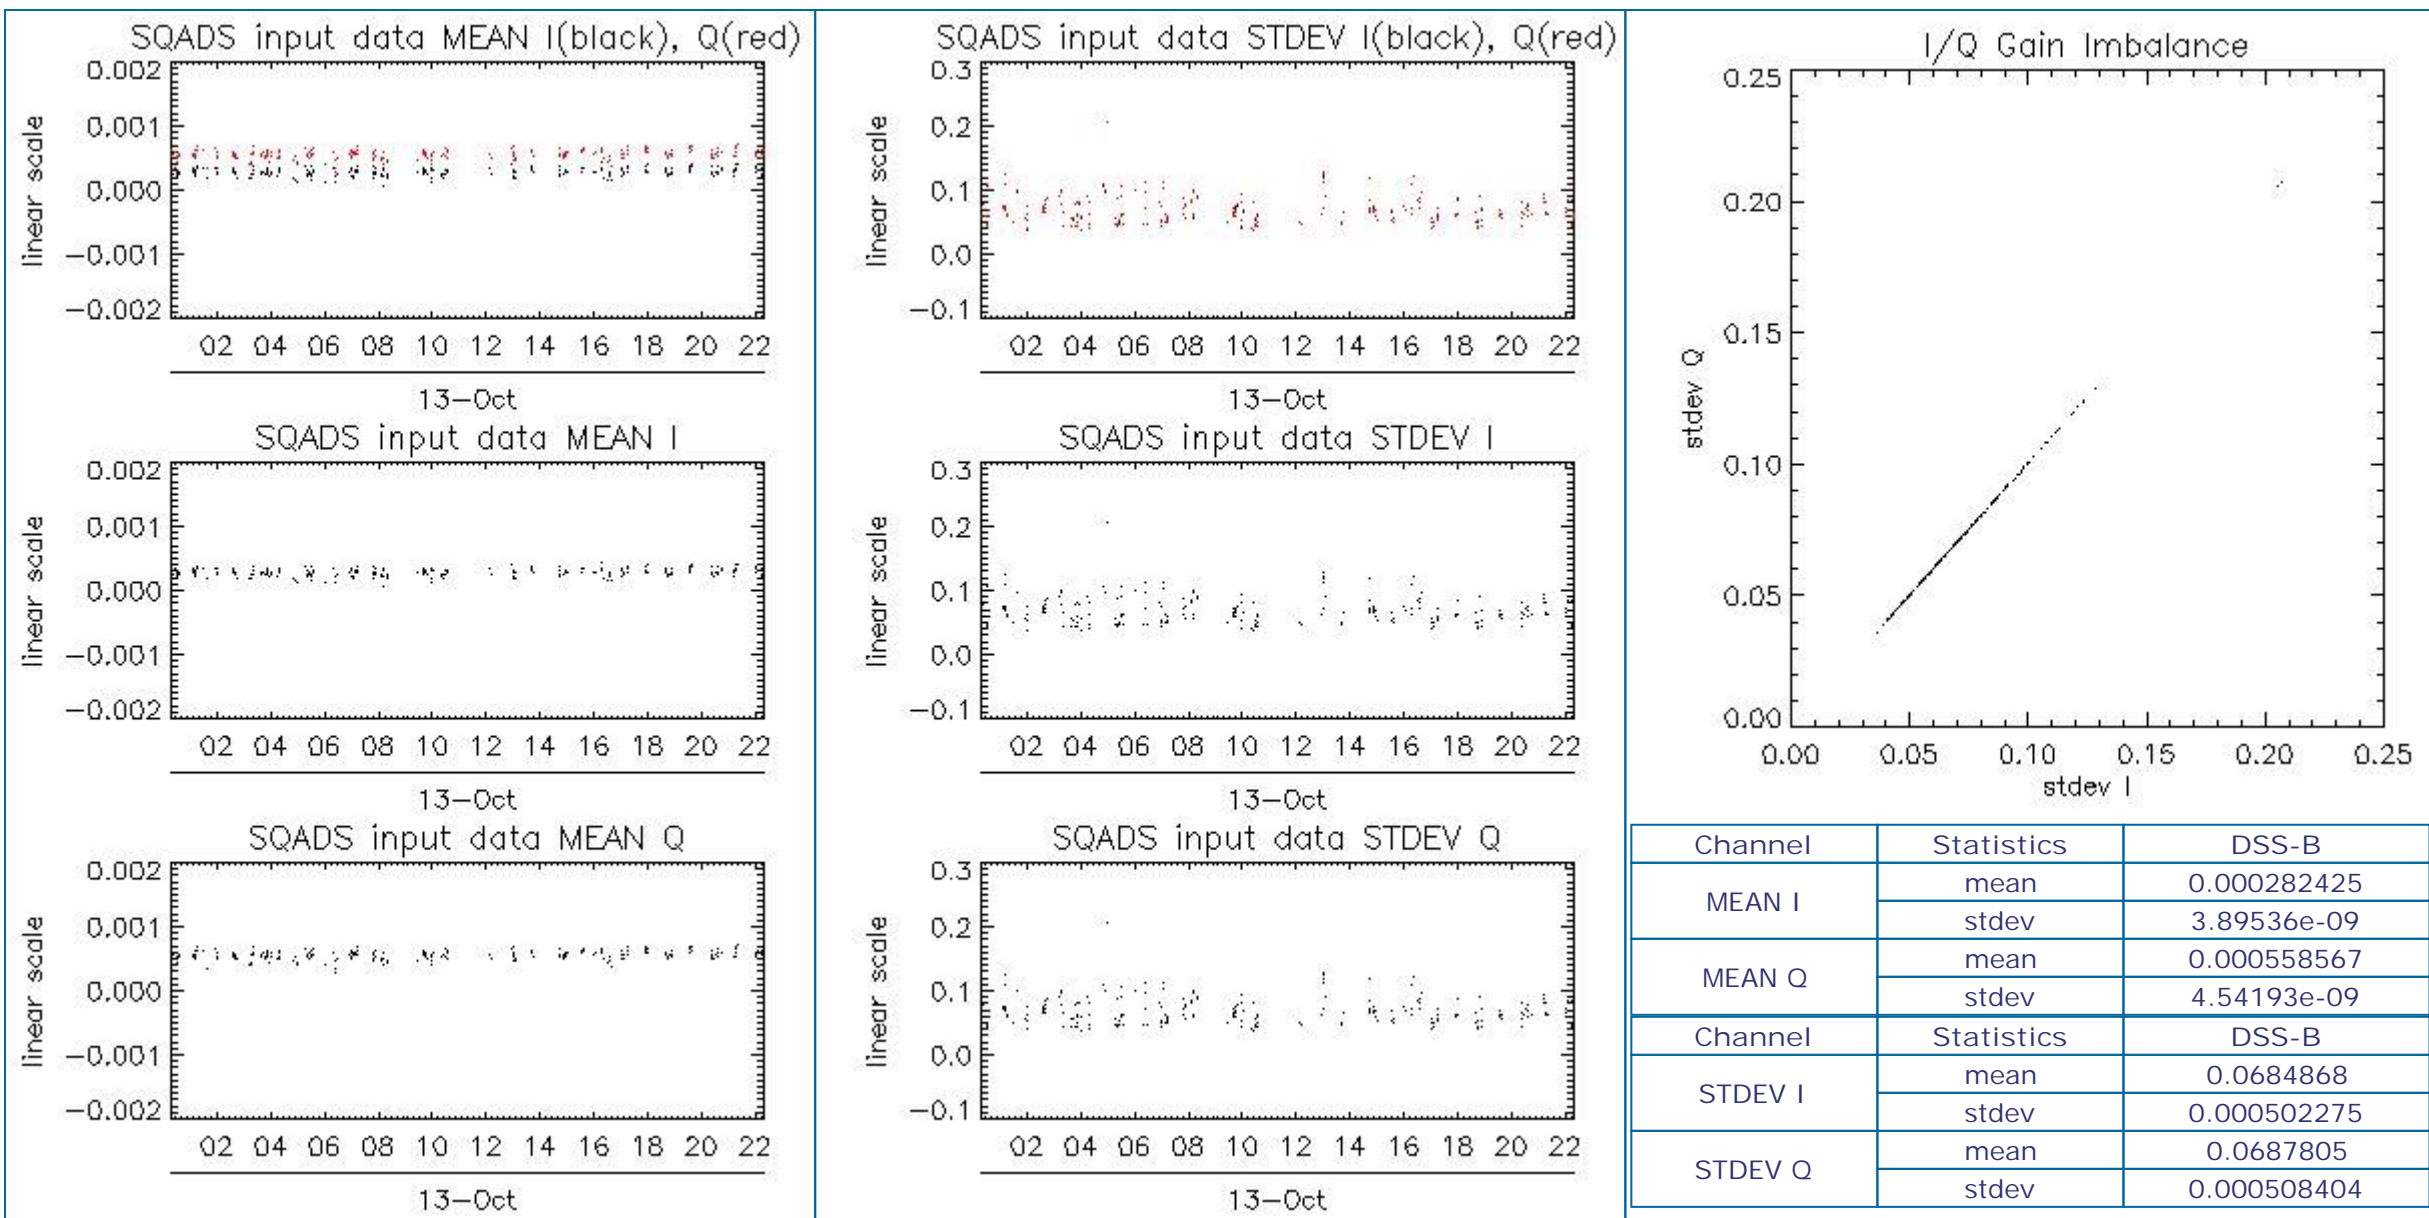 SQADS input data MEAN I(black), Q(red)
0.002
0.001
0.000
−0.001
−0.002
linear scale
02 04 06 08 10 12 14 16 18 20 22
13−Oct
SQADS input data MEAN I
0.002
0.001
0.000
−0.001
−0.002
linear scale
02 04 06 08 10 12 14 16 18 20 22
13−Oct
SQADS input data MEAN Q
0.002
0.001
0.000
−0.001
−0.002
linear scale
02 04 06 08 10 12 14 16 18 20 22
13−Oct
SQADS input data STDEV I(black), Q(red)
0.3
0.2
0.1
0.0
−0.1
linear scale
02 04 06 08 10 12 14 16 18 20 22
13−Oct
SQADS input data STDEV I
0.3
0.2
0.1
0.0
−0.1
linear scale
02 04 06 08 10 12 14 16 18 20 22
13−Oct
SQADS input data STDEV Q
0.3
0.2
0.1
0.0
−0.1
linear scale
02 04 06 08 10 12 14 16 18 20 22
13−Oct
I/Q Gain Imbalance
0.25
0.20
0.15
0.10
0.05
0.00
stdev Q
0.00 0.05 0.10 0.15 0.20 0.25
stdev I
Channel Statistics DSS-B
MEAN I mean 0.000282425
stdev 3.89536e-09
MEAN Q mean 0.000558567
stdev 4.54193e-09
Channel Statistics DSS-B
STDEV I mean 0.0684868
stdev 0.000502275
STDEV Q mean 0.0687805
stdev 0.000508404